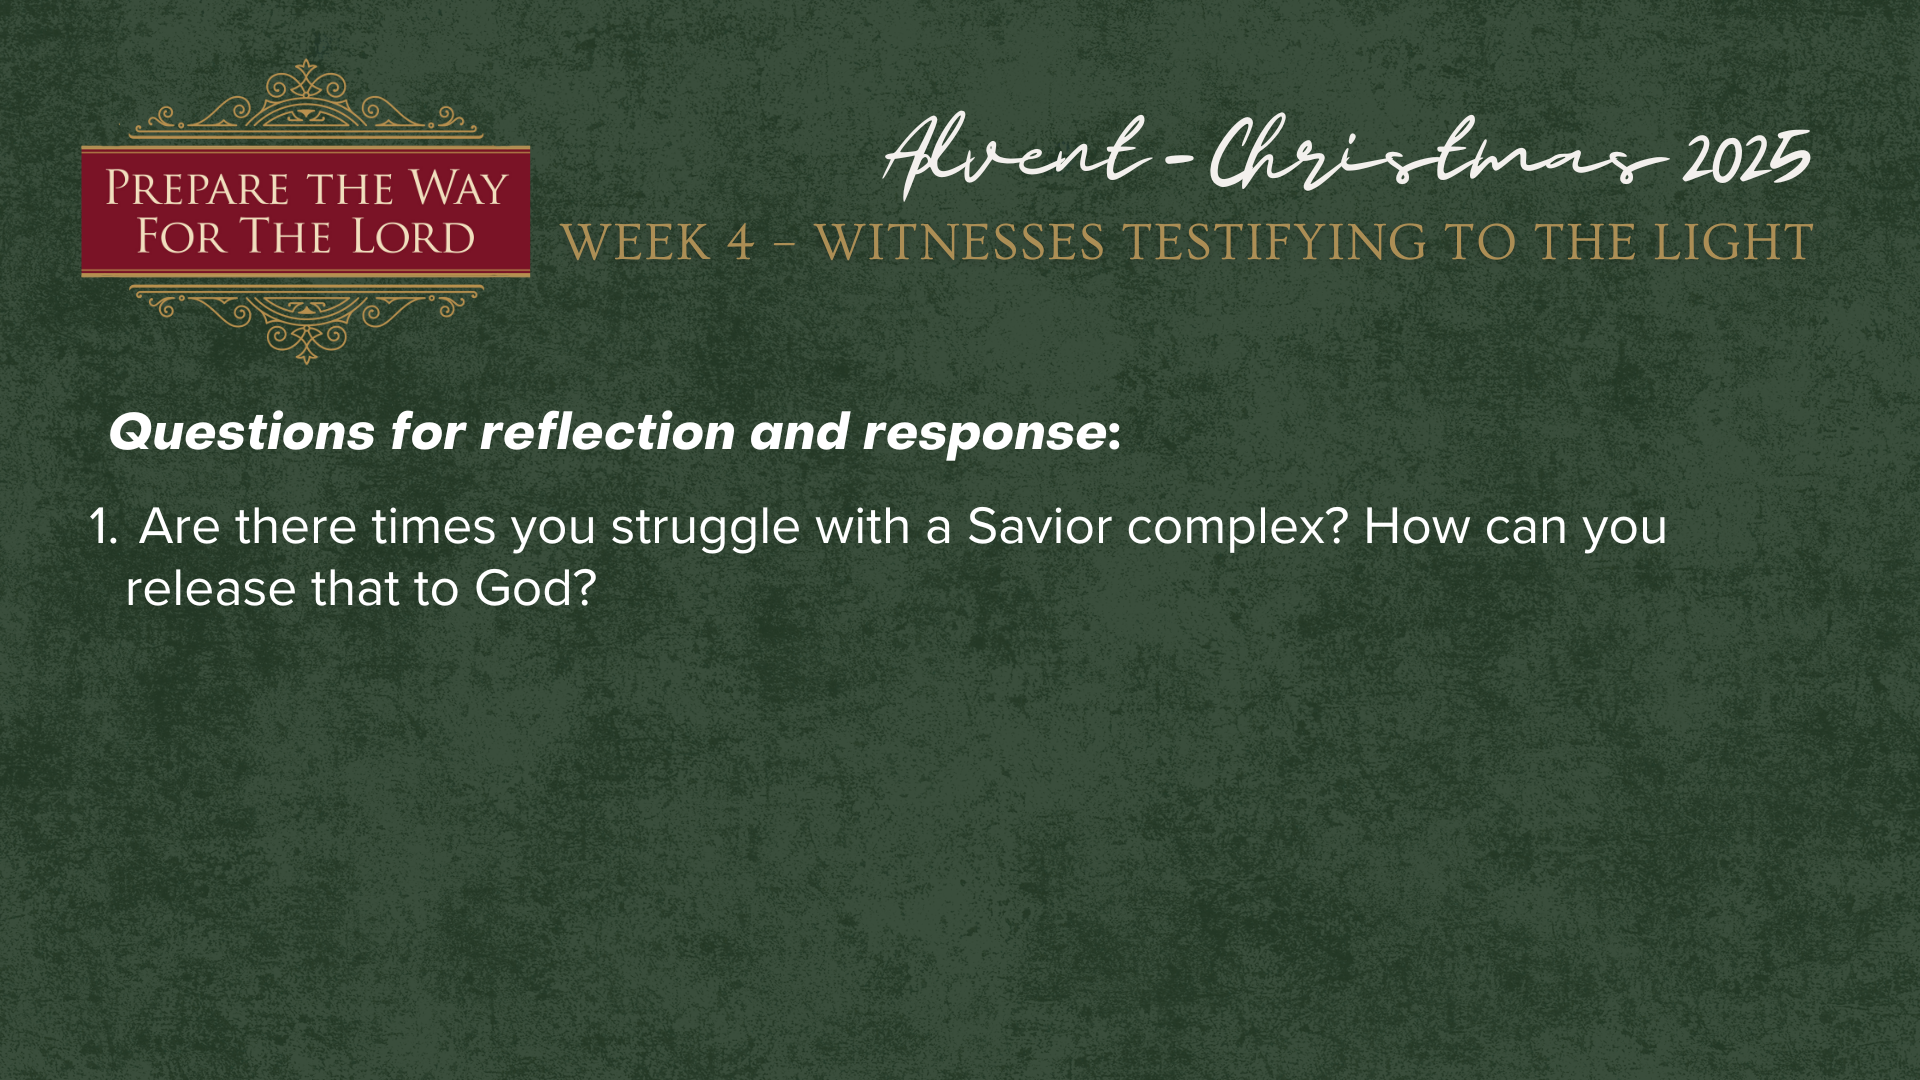 PREPARE THE WAY
FOR THE LORD
Advent - Christmas 2025
WEEK 4 – WITNESSES TESTIFYING TO THE LIGHT
Questions for reflection and response:
1. Are there times you struggle with a Savior complex? How can you
release that to God?